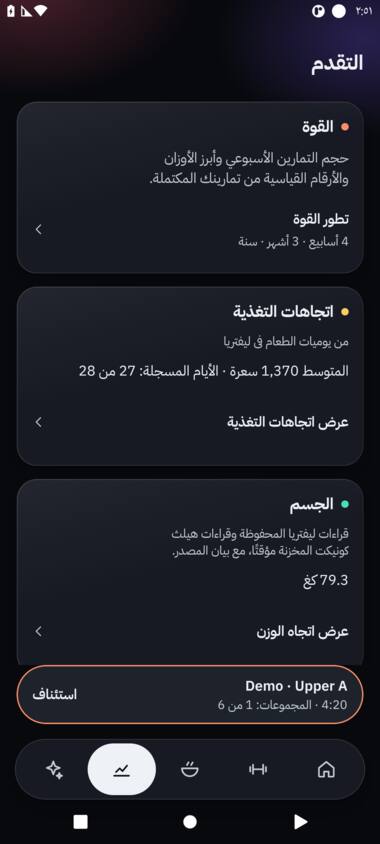 ٢:٥١
التقدم
القوة
حجم التمارين الأسبوعي وأبرز الأوزان
والأرقام القياسية من تمارينك المكتملة.
تطور القوة
4 أسابيع · 3 أشهر · سنة
اتجاهات التغذية
من يوميات الطعام في ليفتريا
المتوسط 1,370 سعرة · الأيام المسجلة: 27 من 28
عرض اتجاهات التغذية
الجسم
قراءات ليفتريا المحفوظة وقراءات هيلث
كونيكت المخزنة مؤقتًا، مع بيان المصدر.
79.3 كغ
عرض اتجاه الوزن
Demo · Upper A
4:20 · المجموعات: 1 من 6
استئناف